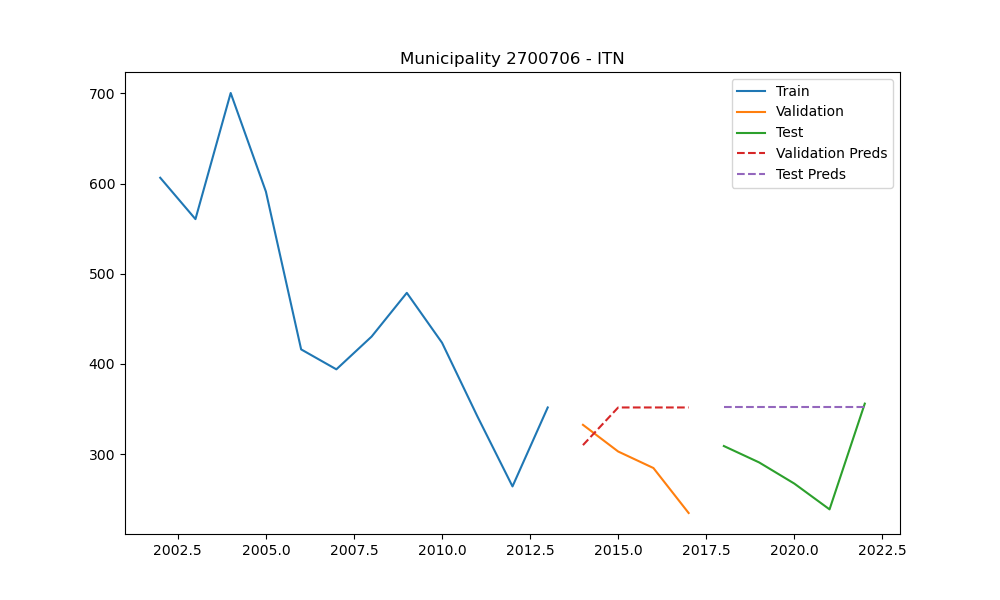 Municipality 2700706 - ITN
Train
Validation
Test
Validation Preds
Test Preds
700
600
500
400
300
2002.5 2005.0 2007.5 2010.0 2012.5 2015.0 2017.5 2020.0 2022.5